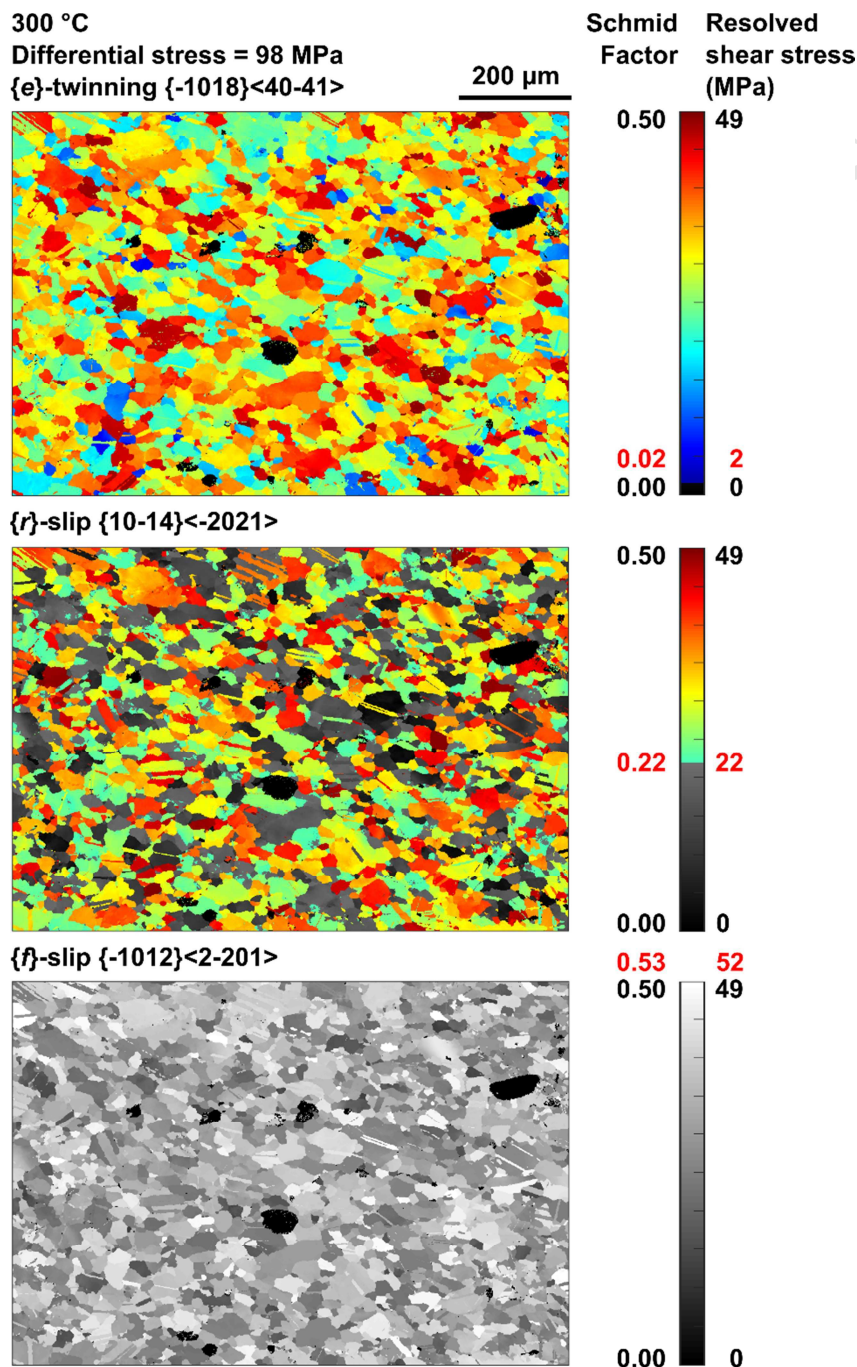 300 °C
Differential stress = 98 MPa
{e}-twinning {-1018}<40-41>
200 µm
Schmid Factor
Resolved shear stress (MPa)
0.50 49
0.02 2
0.00 0
{r}-slip {10-14}<-2021>
0.50 49
0.22 22
0.00 0
{f}-slip {-1012}<2-201>
0.53 52
0.50 49
0.00 0